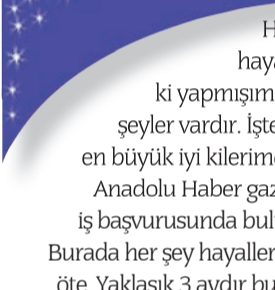 H
haya
ki yapmışım
şeyler vardır. İşte
en büyük iyi kilerime
Anadolu Haber gaz
iş başvurusunda bul
Burada her şey hayaller
öte. Yaklaşık 3 aydır bu